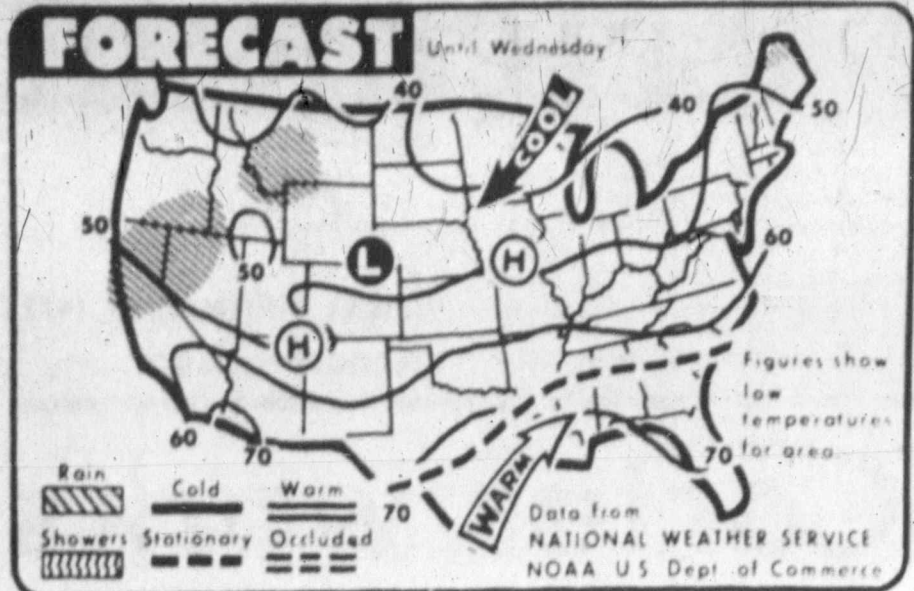 FORECAST
Until Wednesday
40
COOL
40
50
50
60
50
L
H
H
Figures show
low
temperatures
for area
60
70
70
70
WARM
Rain
Cold
Warm
Showers
Stationary
Occluded
Data from
NATIONAL WEATHER SERVICE
NOAA U S Dept of Commerce